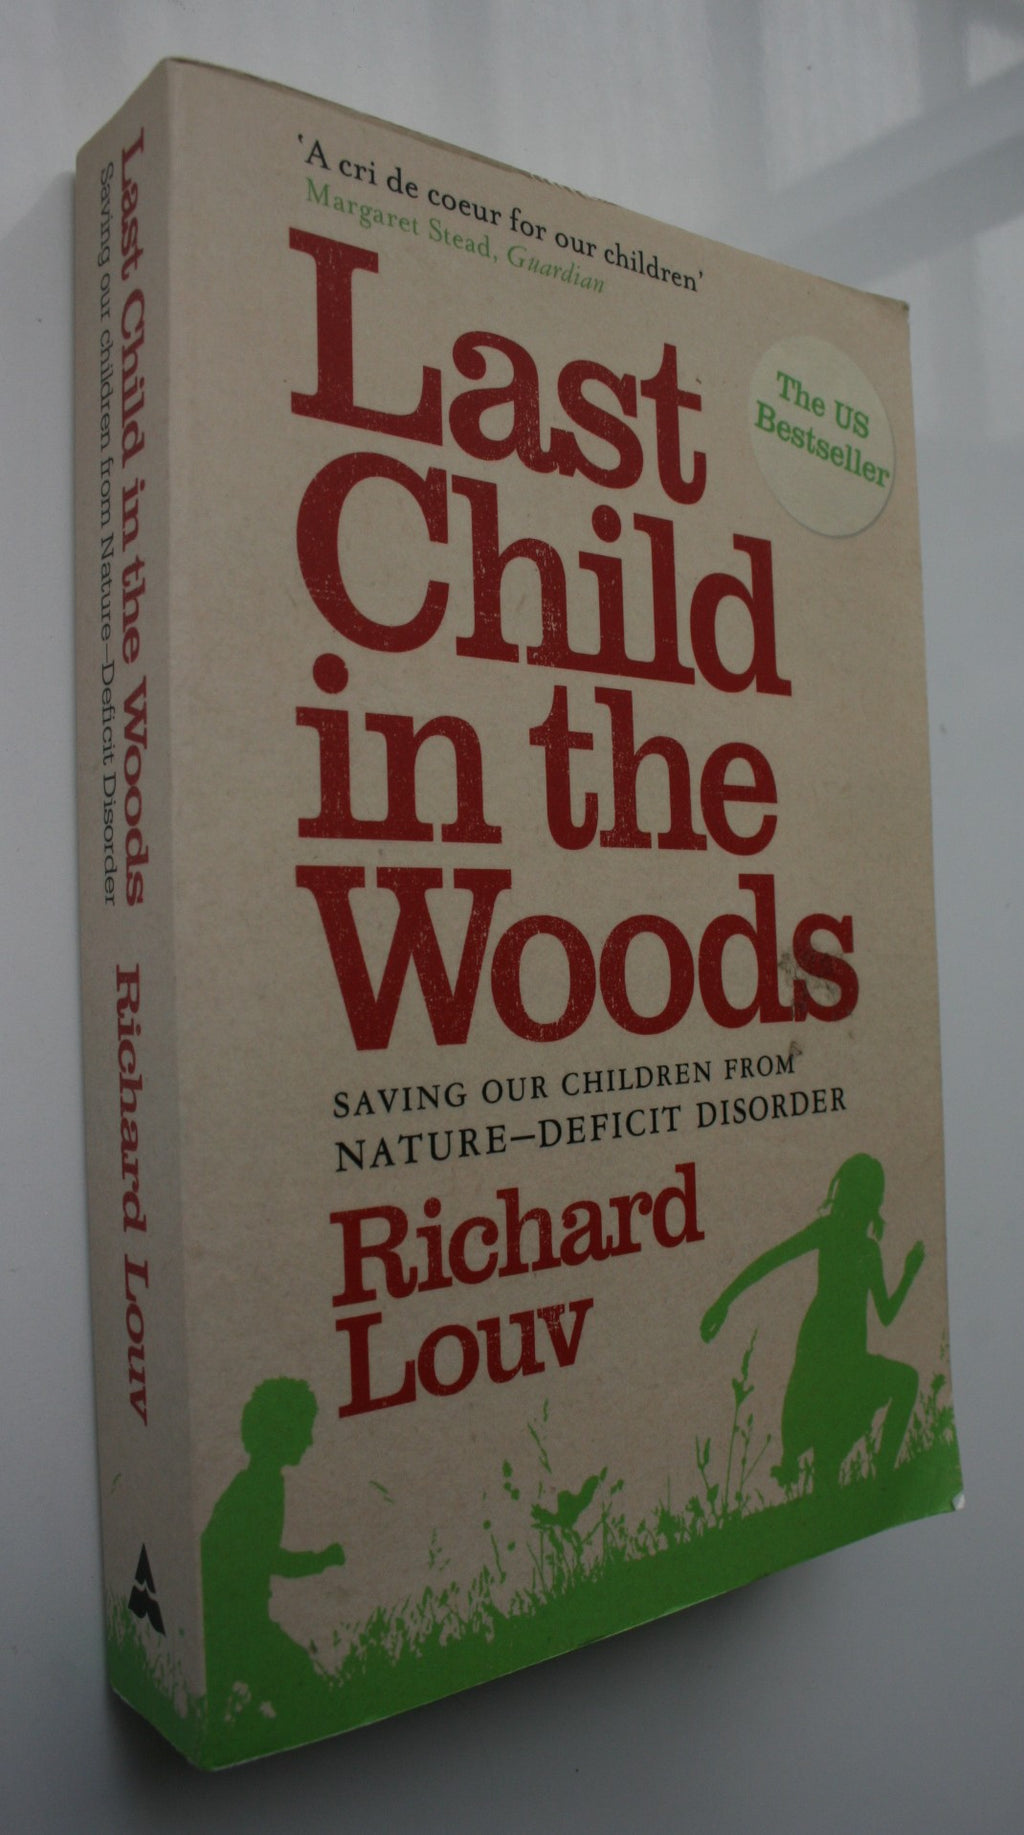 'A cri de coeur for our children'
Margaret Stead, Guardian
Last
Child
in the
Woods
The US
Bestseller
SAVING OUR CHILDREN FROM
NATURE–DEFICIT DISORDER
Richard
Louv
Last Child in the Woods Richard Louv
Saving our children from Nature–Deficit Disorder